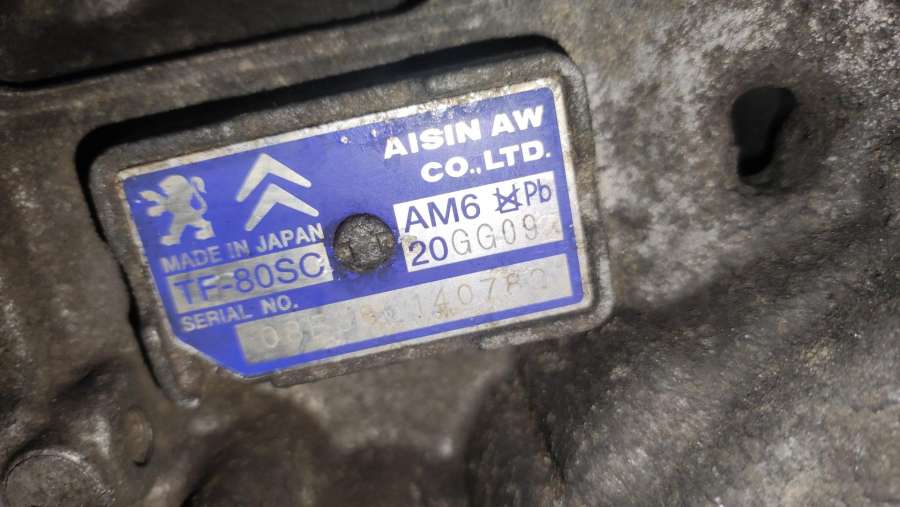 AISIN AW
CO.,LTD.
MADE IN JAPAN
AM6 Pb
TF-80SC
20GG09
SERIAL NO.